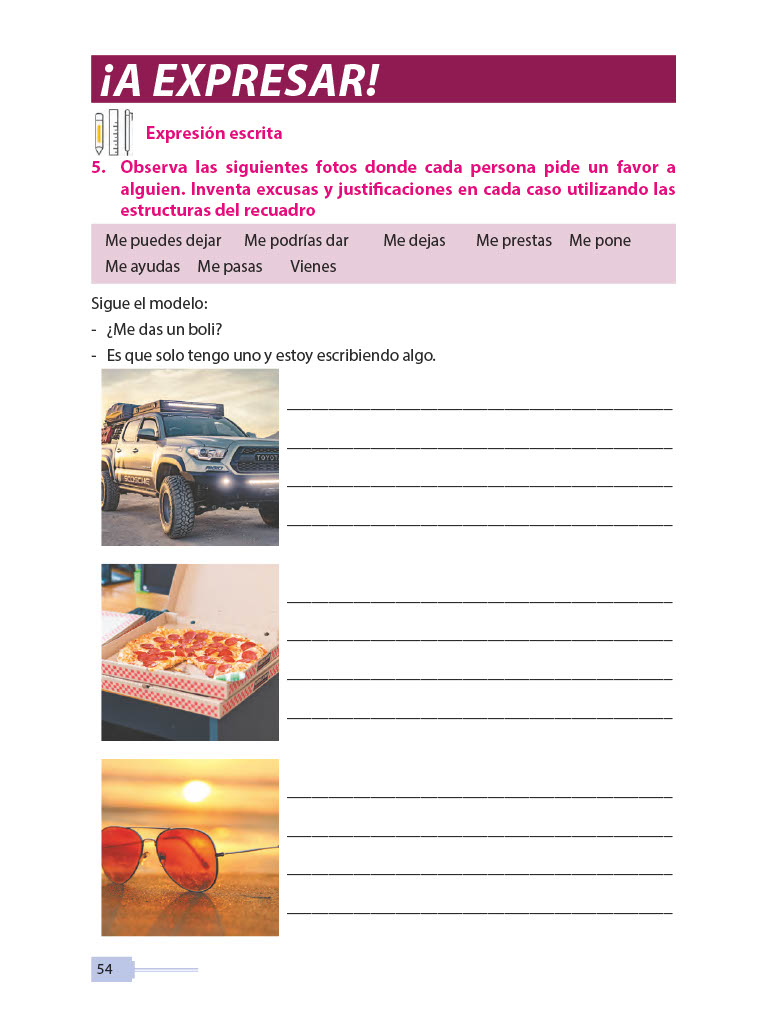 ¡A EXPRESAR!
Expresión escrita
5. Observa las siguientes fotos donde cada persona pide un favor a
alguien. Inventa excusas y justificaciones en cada caso utilizando las
estructuras del recuadro
Me puedes dejar Me podrías dar Me dejas Me prestas Me pone
Me ayudas Me pasas Vienes
Sigue el modelo:
- ¿Me das un boli?
- Es que solo tengo uno y estoy escribiendo algo.
TOYOTA
SCOSCHE
54